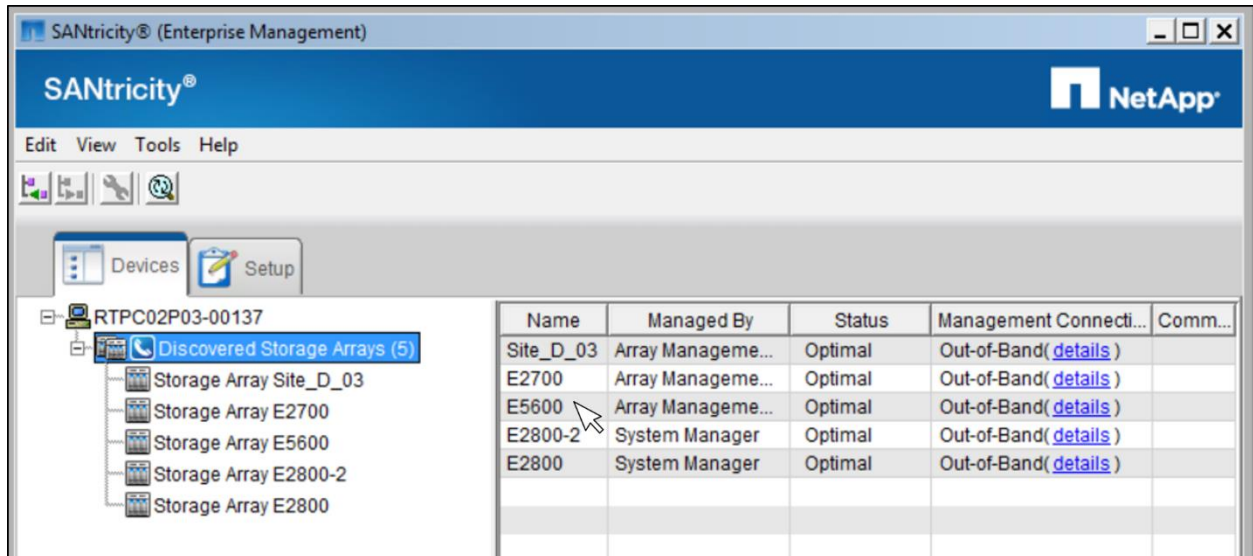 SANtricity® (Enterprise Management)
SANtricity®
NetApp®
Edit View Tools Help
Devices Setup
RTPC02P03-00137
Discovered Storage Arrays (5)
Storage Array Site_D_03
Storage Array E2700
Storage Array E5600
Storage Array E2800-2
Storage Array E2800
Name Managed By Status Management Connecti... Comm...
Site_D_03 Array Manageme... Optimal Out-of-Band( details )
E2700 Array Manageme... Optimal Out-of-Band( details )
E5600 Array Manageme... Optimal Out-of-Band( details )
E2800-2 System Manager Optimal Out-of-Band( details )
E2800 System Manager Optimal Out-of-Band( details )